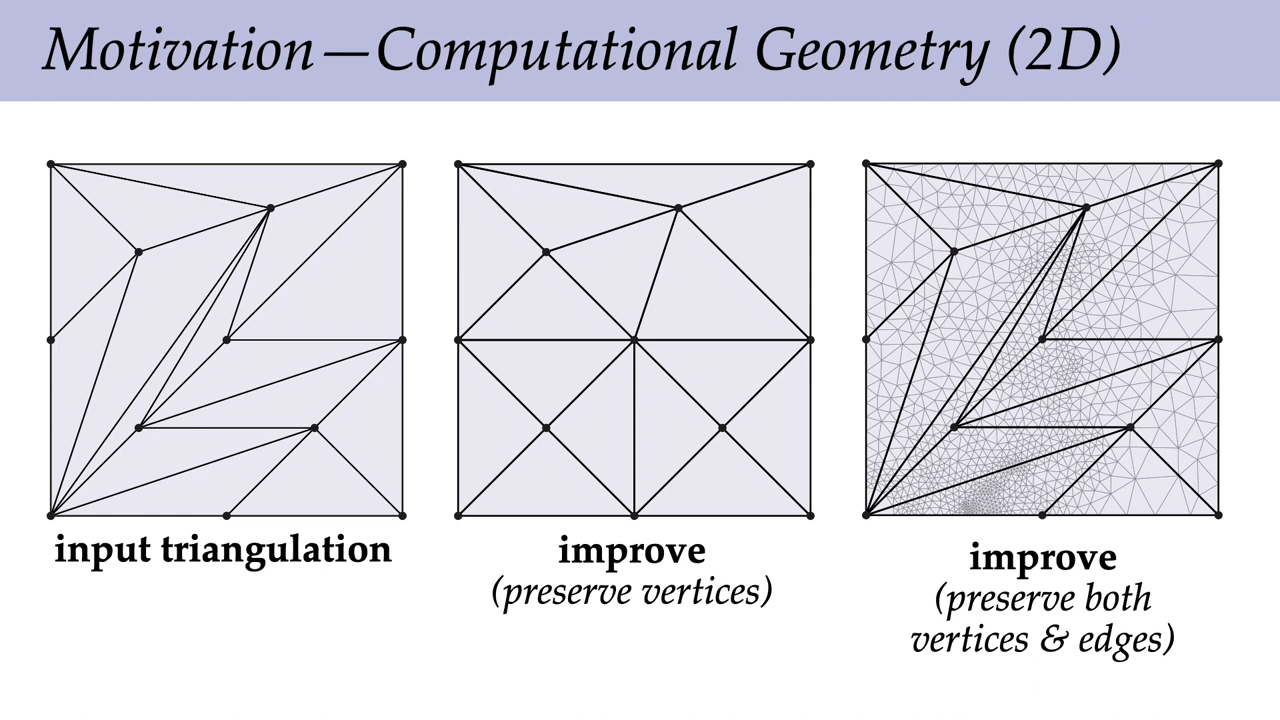 Motivation—Computational Geometry (2D)
input triangulation
improve
(preserve vertices)
improve
(preserve both
vertices & edges)